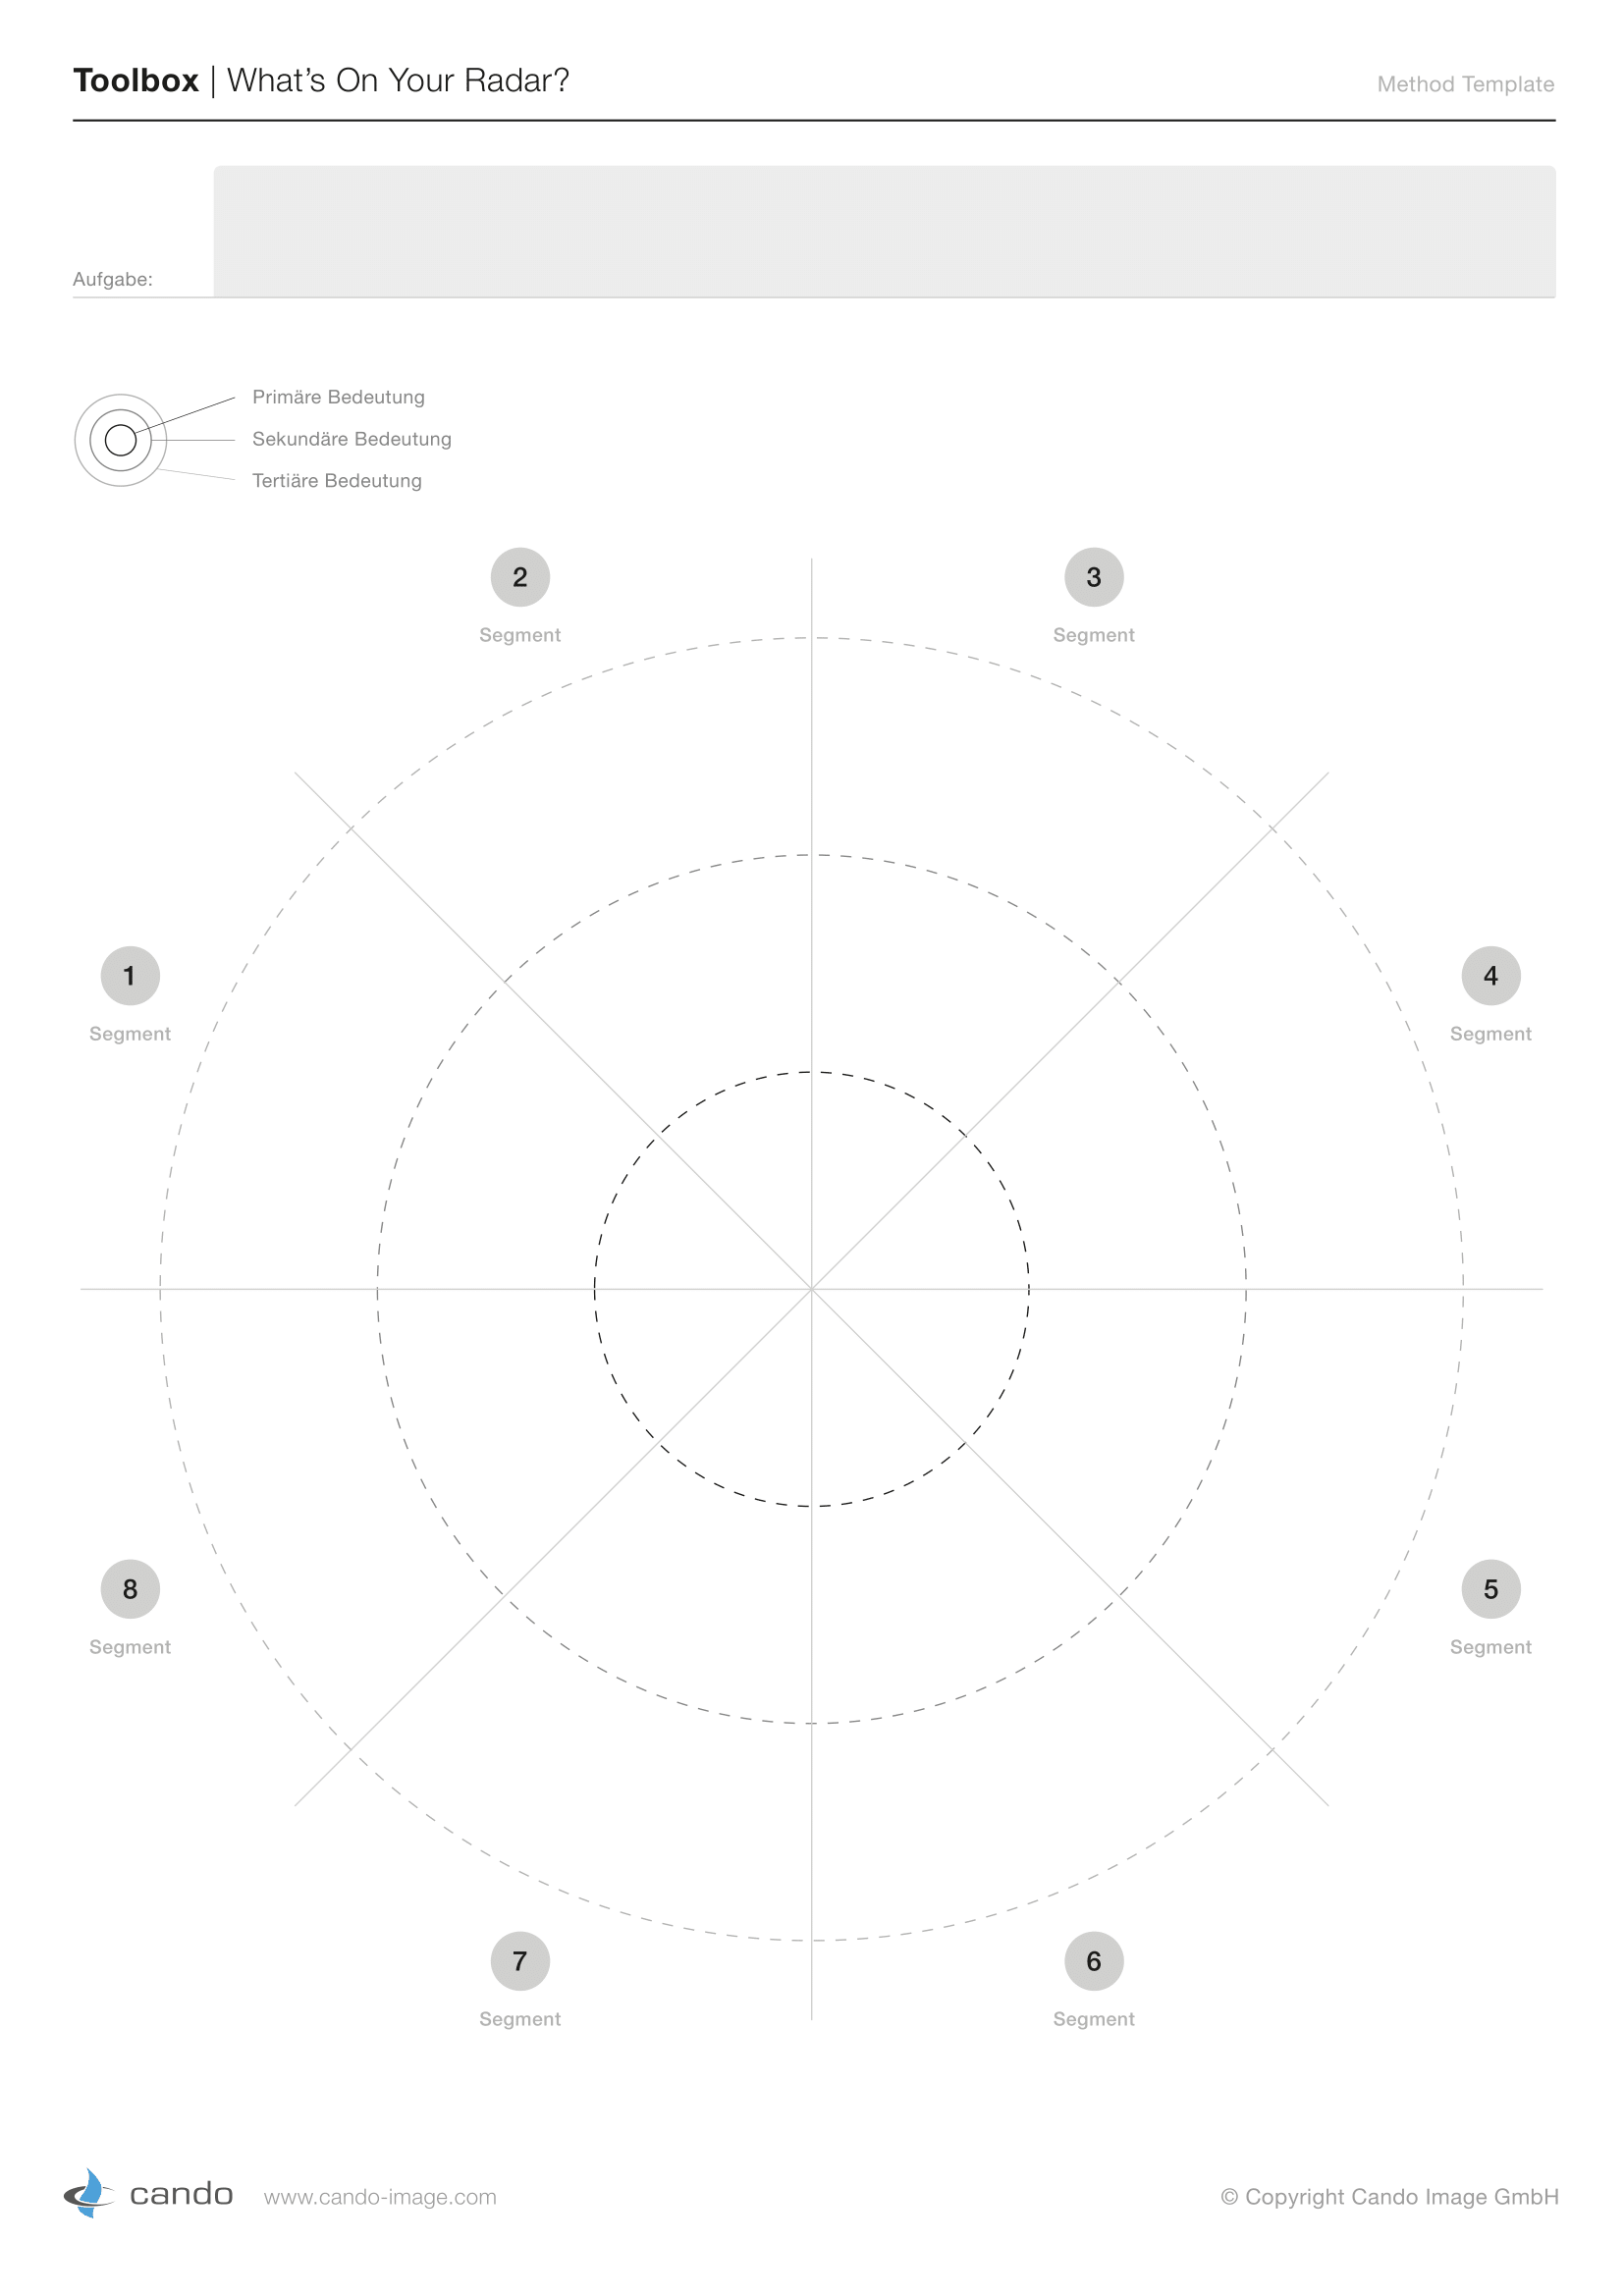 Toolbox | What's On Your Radar?
Method Template
Aufgabe:
Primäre Bedeutung
Sekundäre Bedeutung
Tertiäre Bedeutung
2
Segment
3
Segment
1
Segment
4
Segment
8
Segment
5
Segment
7
Segment
6
Segment
cando
www.cando-image.com
© Copyright Cando Image GmbH